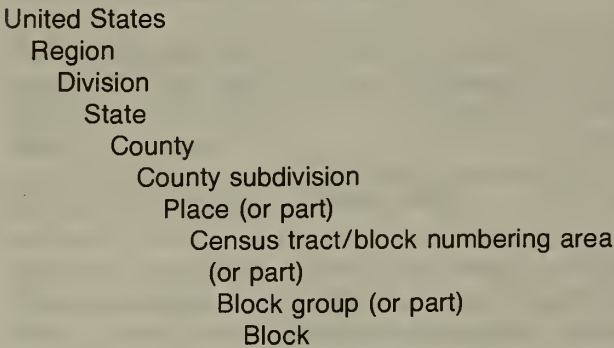 United States
Region
Division
State
County
County subdivision
Place (or part)
Census tract/block numbering area
(or part)
Block group (or part)
Block